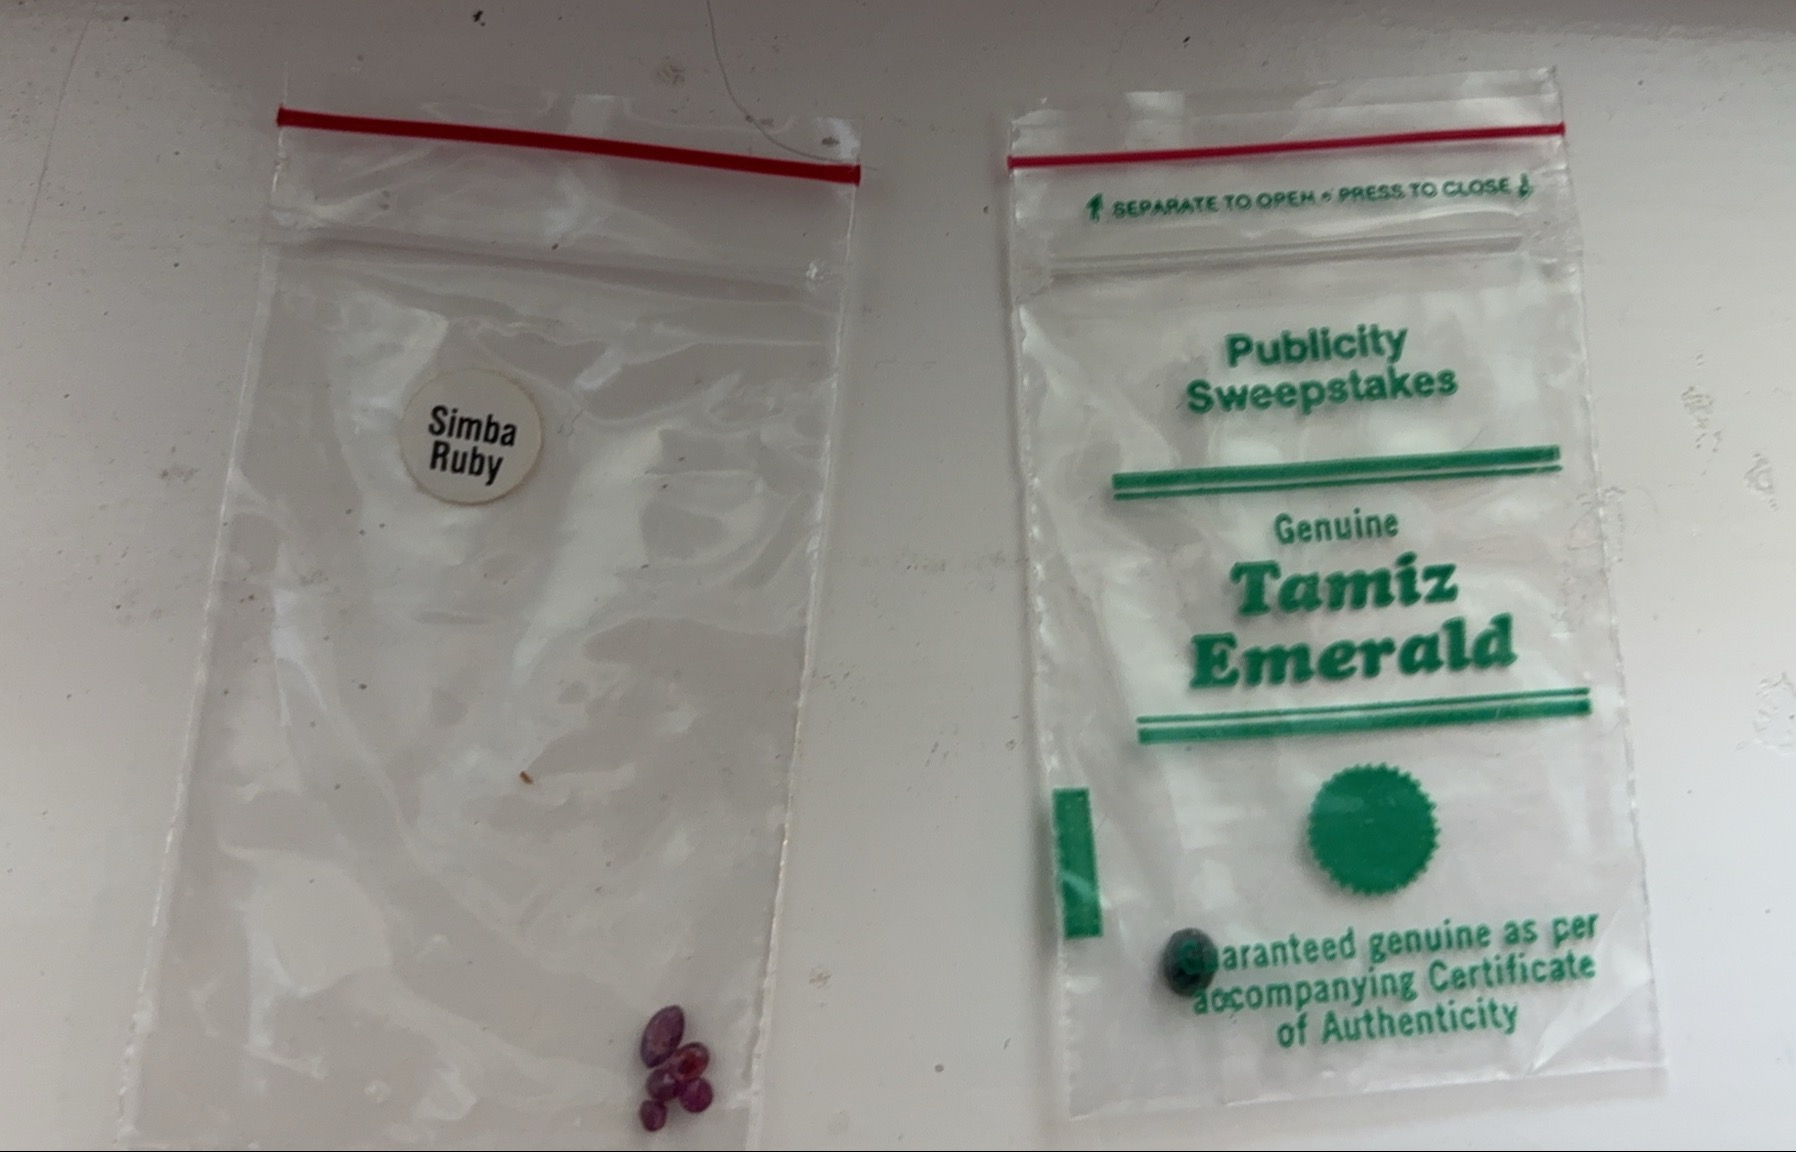 Simba
Ruby
SEPARATE TO OPEN • PRESS TO CLOSE
Publicity
Sweepstakes
Genuine
Tamiz
Emerald
Guaranteed genuine as per
accompanying Certificate
of Authenticity